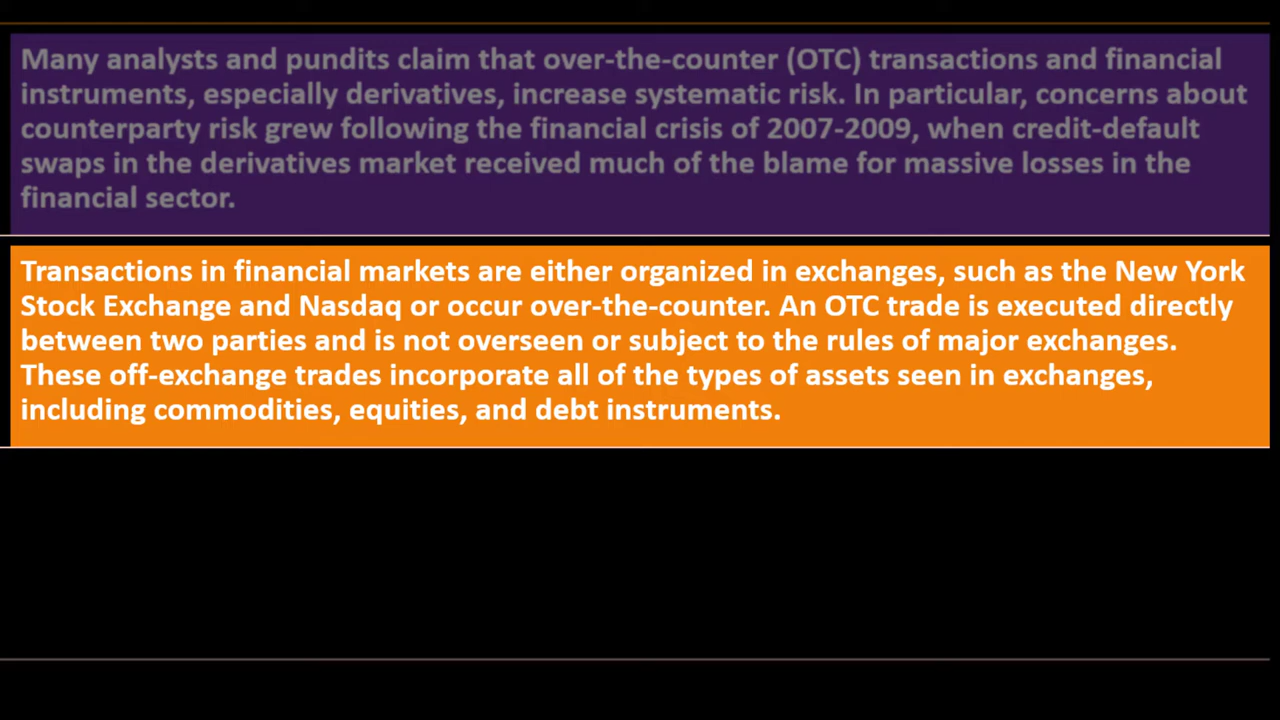 Many analysts and pundits claim that over-the-counter (OTC) transactions and financial
instruments, especially derivatives, increase systematic risk. In particular, concerns about
counterparty risk grew following the financial crisis of 2007-2009, when credit-default
swaps in the derivatives market received much of the blame for massive losses in the
financial sector.
Transactions in financial markets are either organized in exchanges, such as the New York
Stock Exchange and Nasdaq or occur over-the-counter. An OTC trade is executed directly
between two parties and is not overseen or subject to the rules of major exchanges.
These off-exchange trades incorporate all of the types of assets seen in exchanges,
including commodities, equities, and debt instruments.